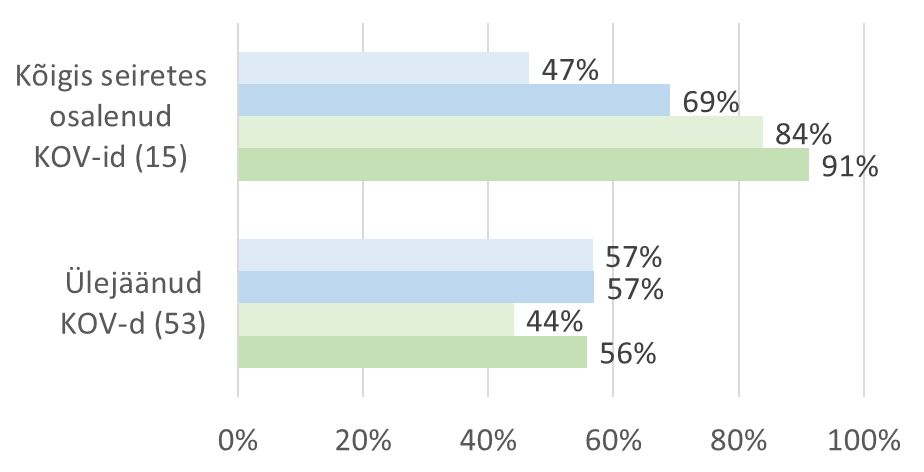 Kõigis seiretes
osalenud
KOV-id (15)
47%
69%
84%
91%
Ülejäänud
KOV-d (53)
57%
57%
44%
56%
0% 20% 40% 60% 80% 100%